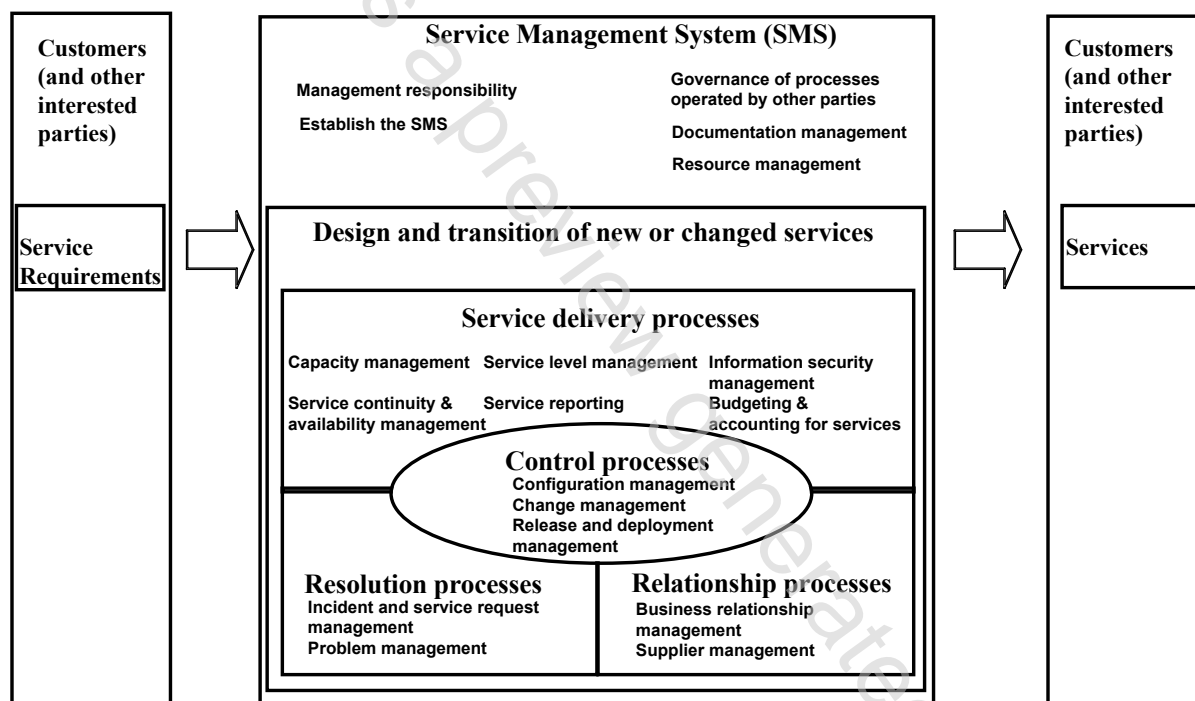 Customers
(and other
interested
parties)
Service
Requirements
Service Management System (SMS)
Management responsibility
Establish the SMS
Governance of processes
operated by other parties
Documentation management
Resource management
Design and transition of new or changed services
Service delivery processes
Capacity management
Service level management
Information security
management
Service continuity &
availability management
Service reporting
Budgeting &
accounting for services
Control processes
Configuration management
Change management
Release and deployment
management
Resolution processes
Incident and service request
management
Problem management
Relationship processes
Business relationship
management
Supplier management
Customers
(and other
interested
parties)
Services
s a preview generate